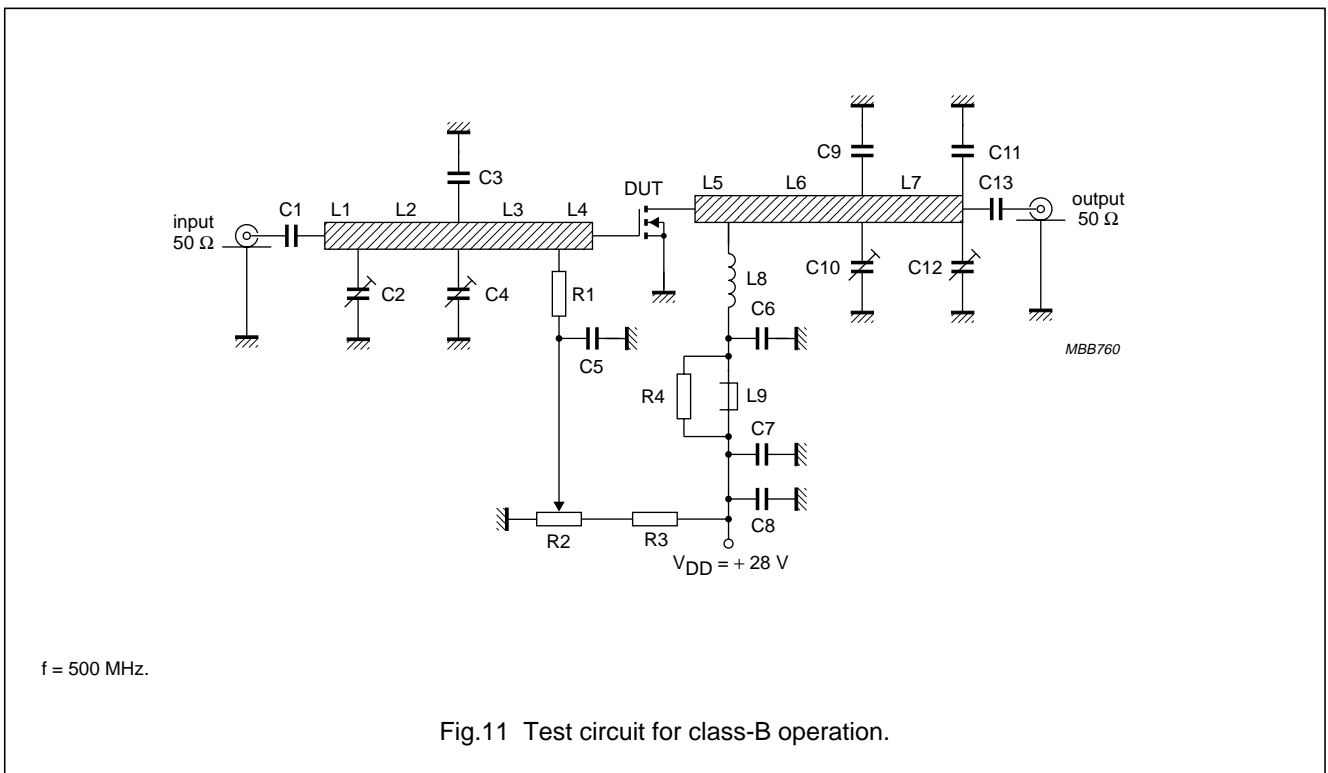 C9
C11
C3
DUT
L5 L6 L7
C13
input
50 Ω
C1
L1 L2 L3 L4
output
50 Ω
C2
C4
R1
L8
C10
C12
C5
C6
MBB760
R4
L9
C7
C8
R2
R3
VDD = + 28 V
f = 500 MHz.
Fig.11 Test circuit for class-B operation.